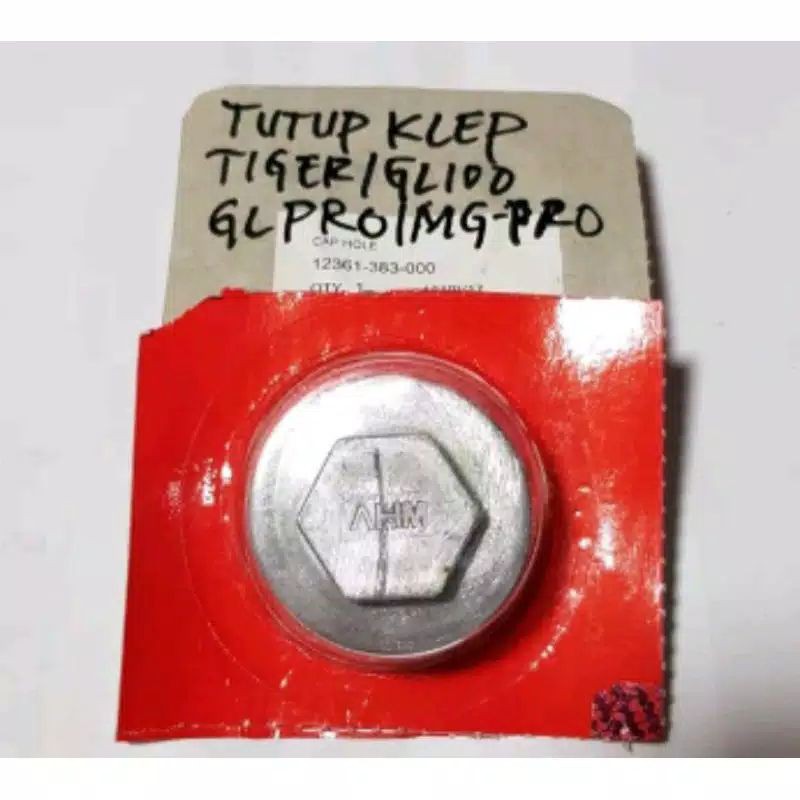 TUTUP KLEP
TIGER/GL100
GLPRO/MG-PRO
CAP HOLE
12361-383-000
QTY. 1
AHM